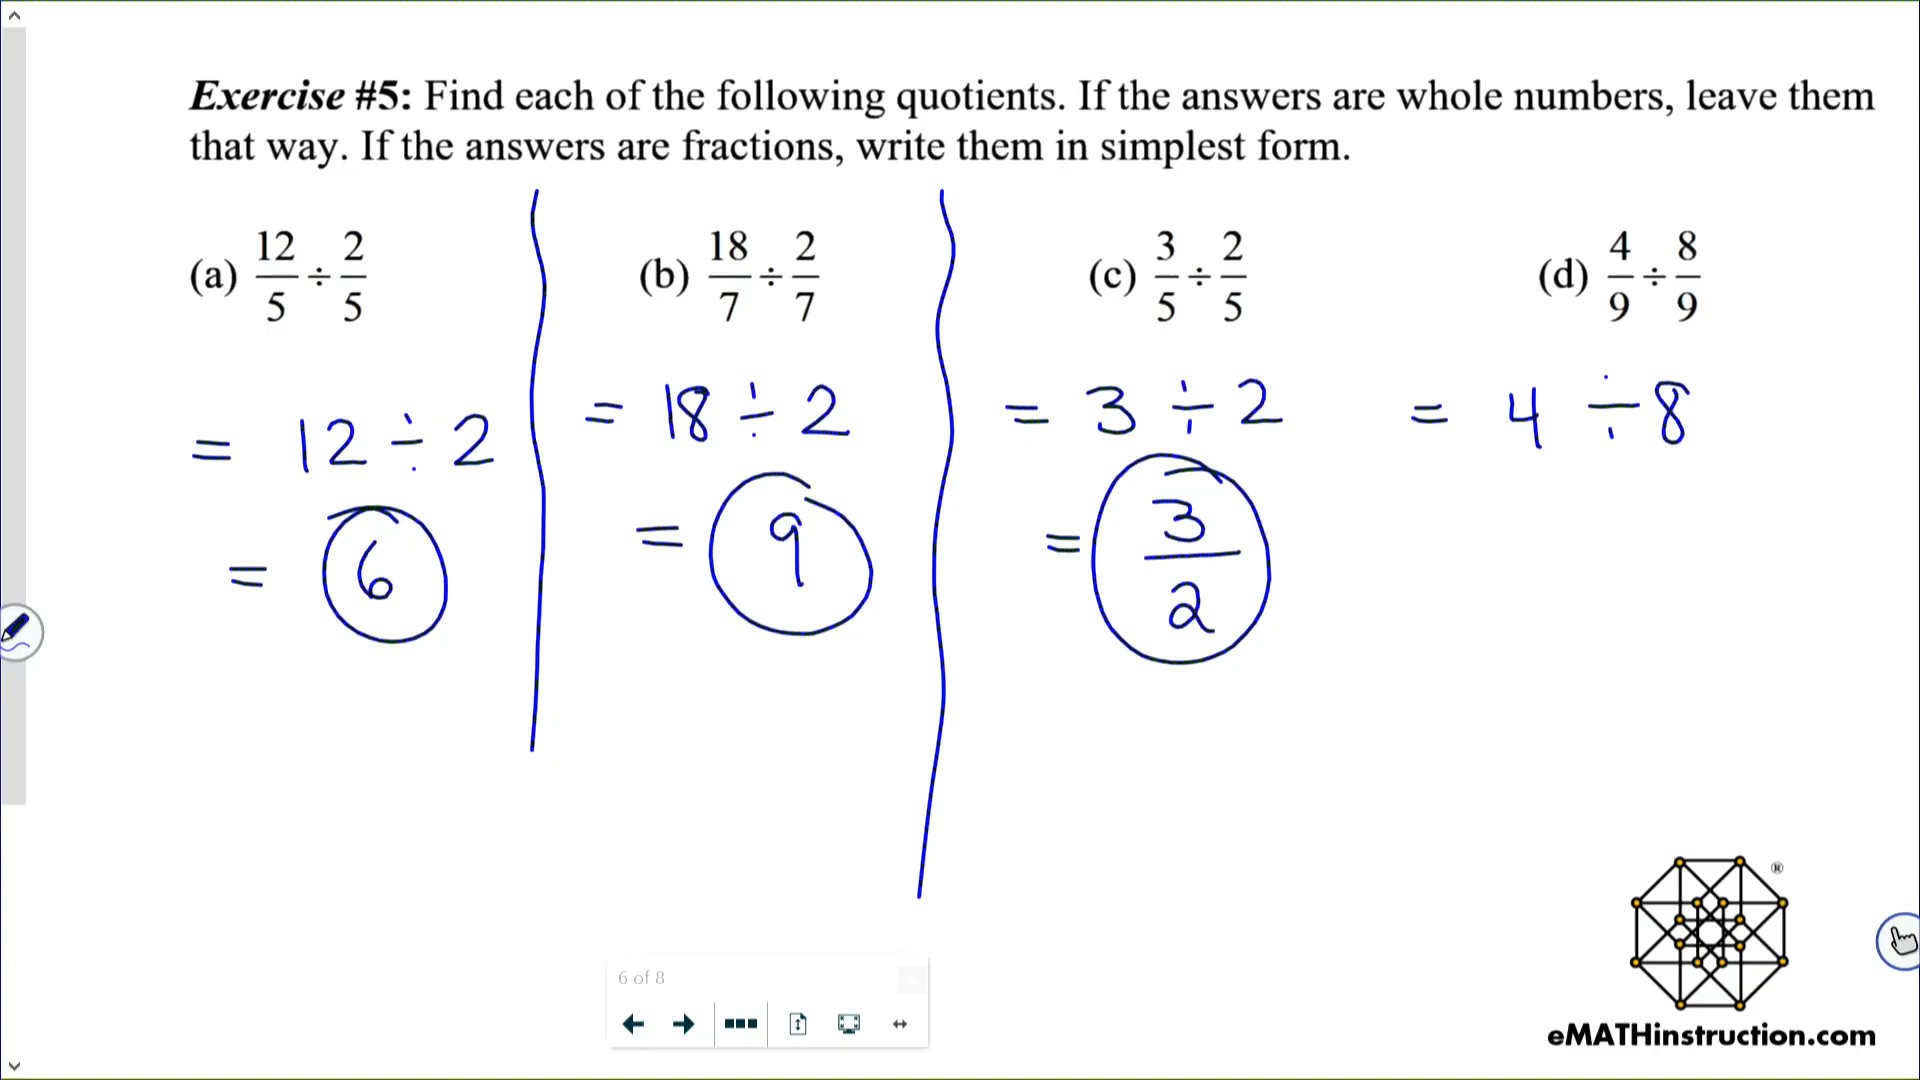 Exercise #5: Find each of the following quotients. If the answers are whole numbers, leave them
that way. If the answers are fractions, write them in simplest form.
(a) 12/5 ÷ 2/5
(b) 18/7 ÷ 2/7
(c) 3/5 ÷ 2/5
(d) 4/9 ÷ 8/9
= 12 ÷ 2
= 6
= 18 ÷ 2
= 9
= 3 ÷ 2
= 3/2
= 4 ÷ 8
6 of 8
®
eMATHinstruction.com